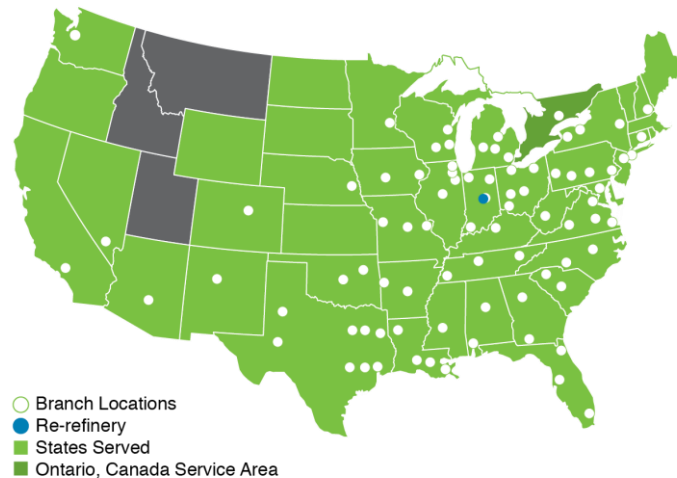 Branch Locations
Re-refinery
States Served
Ontario, Canada Service Area